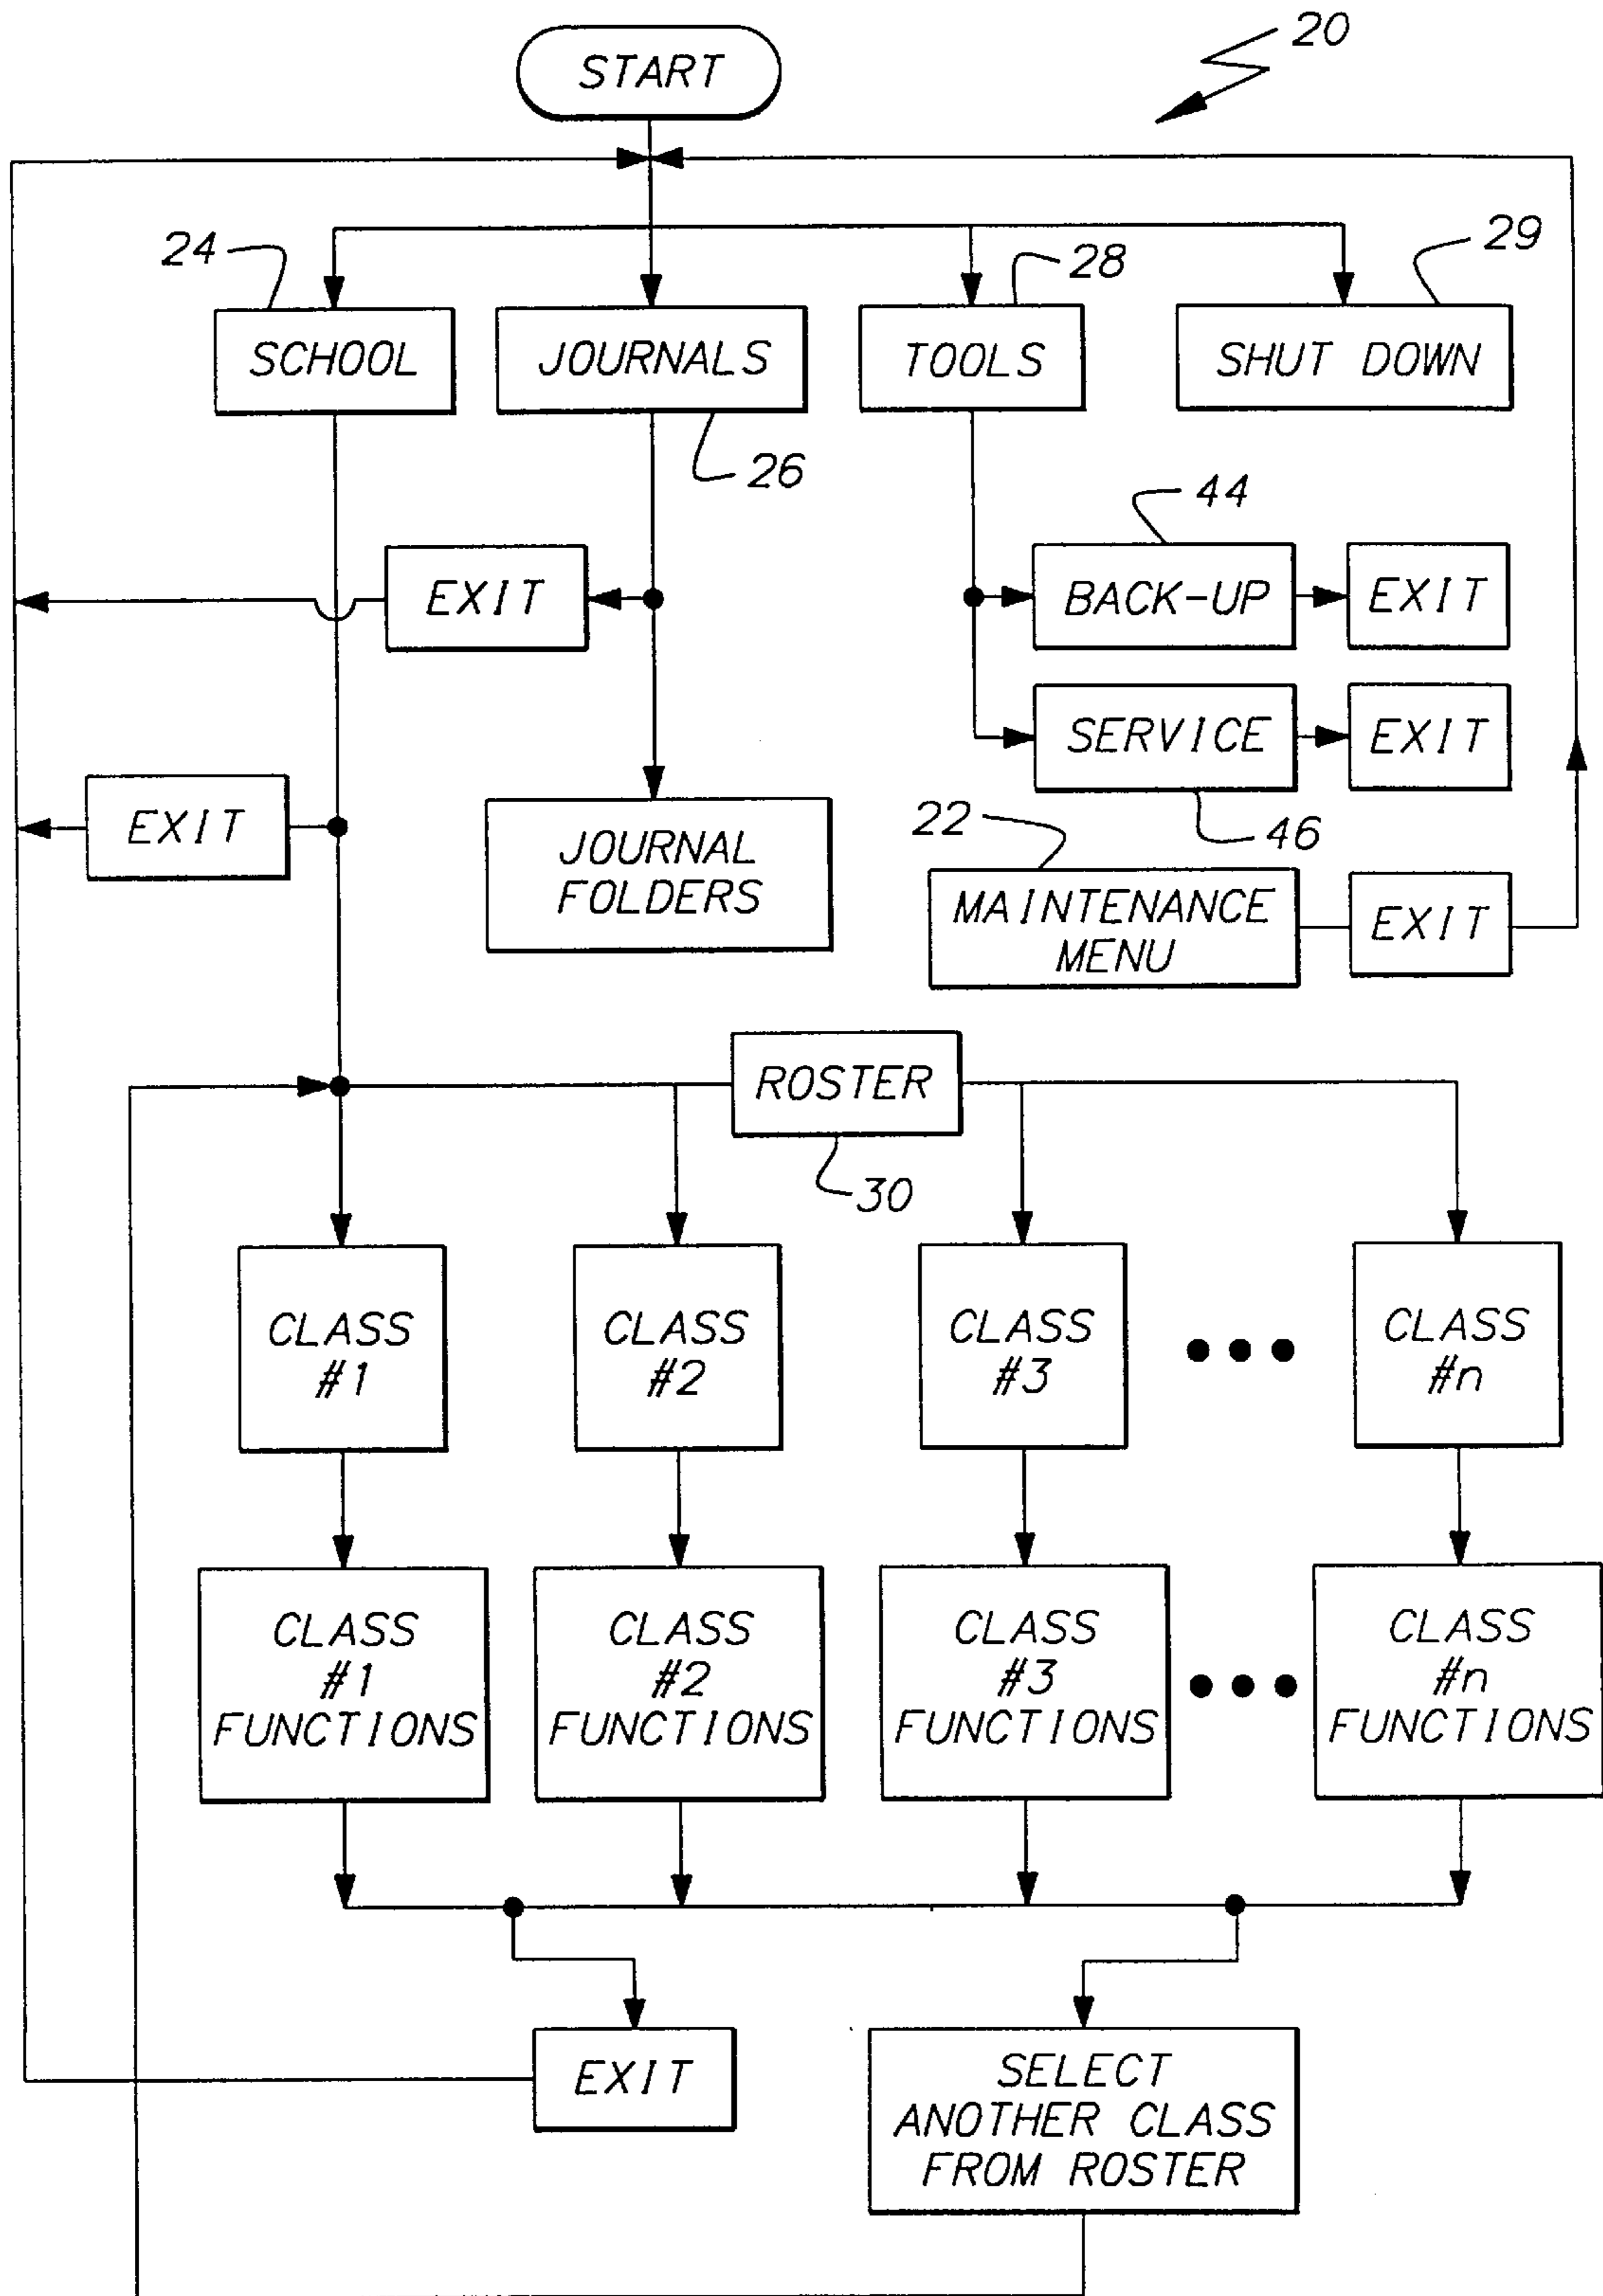 START
20
24
28
29
SCHOOL
JOURNALS
TOOLS
SHUT DOWN
26
44
EXIT
BACK-UP
EXIT
SERVICE
EXIT
EXIT
JOURNAL
FOLDERS
22
46
MAINTENANCE
MENU
EXIT
ROSTER
30
CLASS
#1
CLASS
#2
CLASS
#3
CLASS
#n
CLASS
#1
FUNCTIONS
CLASS
#2
FUNCTIONS
CLASS
#3
FUNCTIONS
CLASS
#n
FUNCTIONS
EXIT
SELECT
ANOTHER CLASS
FROM ROSTER